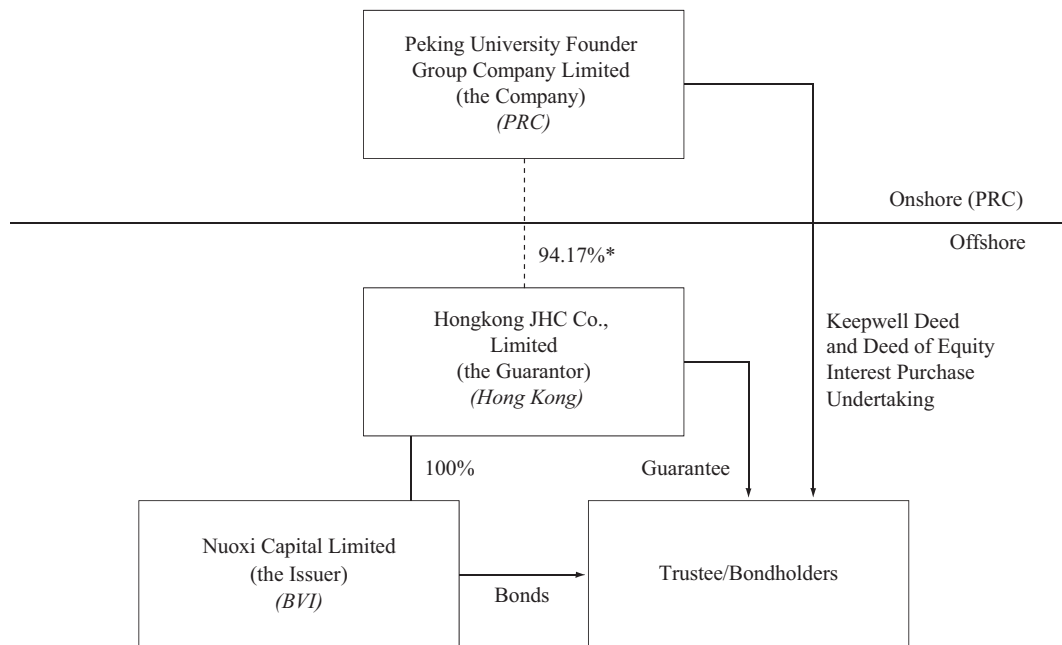 Peking University Founder
Group Company Limited
(the Company)
(PRC)
Onshore (PRC)
Offshore
94.17%*
Hongkong JHC Co.,
Limited
(the Guarantor)
(Hong Kong)
Keepwell Deed
and Deed of Equity
Interest Purchase
Undertaking
100%
Guarantee
Nuoxi Capital Limited
(the Issuer)
(BVI)
Bonds
Trustee/Bondholders